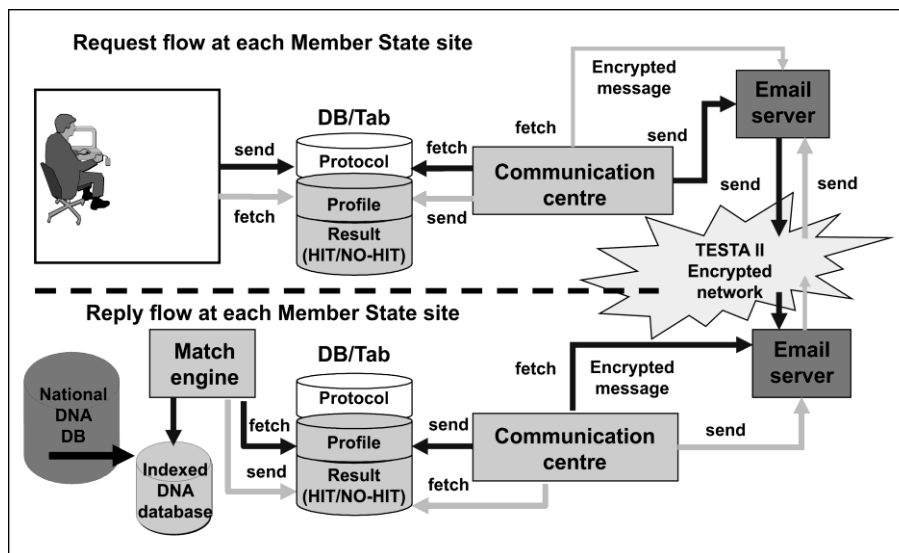 Request flow at each Member State site
Encrypted
message
Email
server
DB/Tab
send
fetch
Protocol
fetch
fetch
send
Communication
centre
Profile
send
Result
(HIT/NO-HIT)
send
send
TESTA II
Encrypted
network
Reply flow at each Member State site
Match
engine
DB/Tab
fetch
Encrypted
message
Email
server
National
DNA
DB
Protocol
fetch
send
Profile
send
Communication
centre
send
Indexed
DNA
database
Result
(HIT/NO-HIT)
fetch